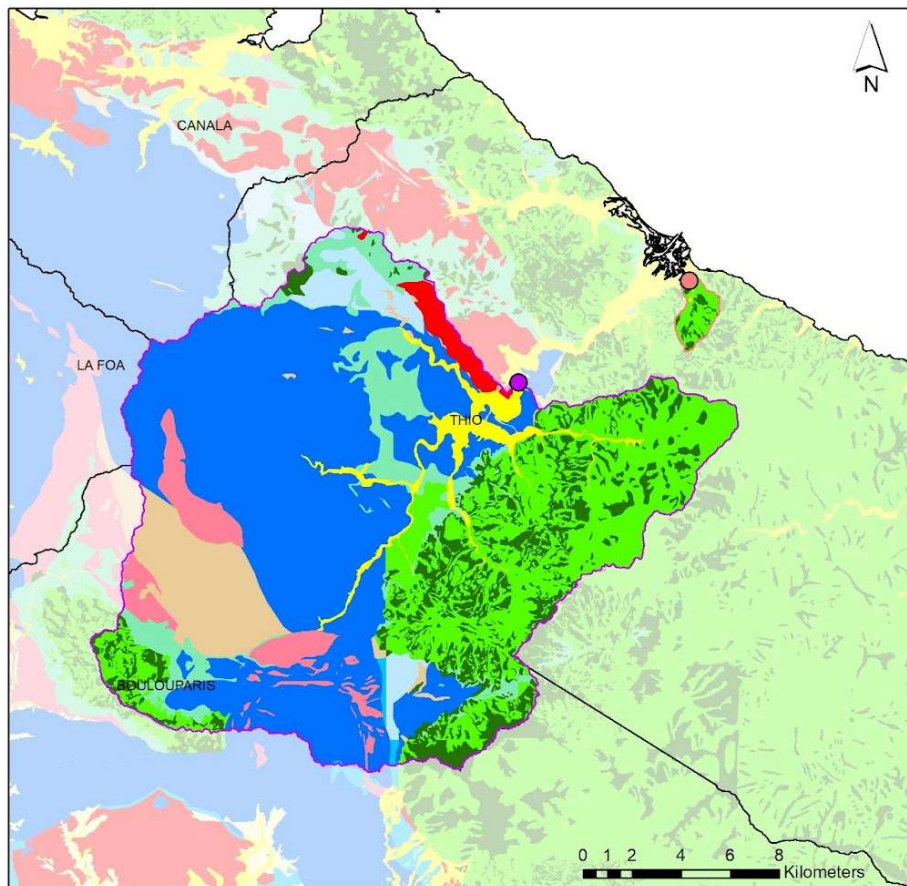 N
CANALA
LA FOA
THIO
BOULOUPARIS
0 1 2 4 6 8
Kilometers